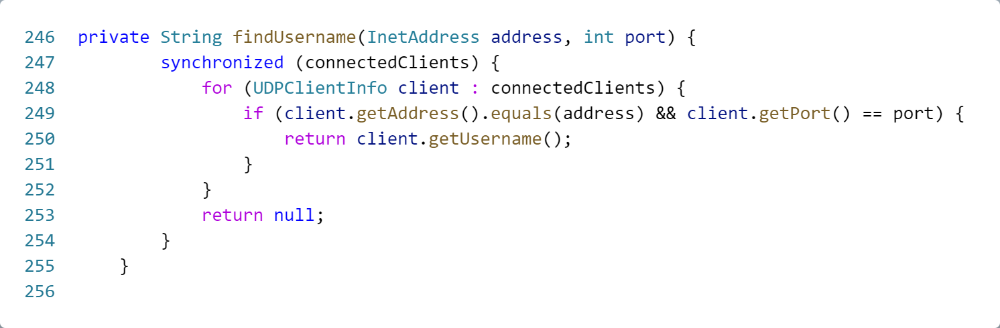 246 private String findUsername(InetAddress address, int port) {
247         synchronized (connectedClients) {
248             for (UDPClientInfo client : connectedClients) {
249                 if (client.getAddress().equals(address) && client.getPort() == port) {
250                     return client.getUsername();
251                 }
252             }
253             return null;
254         }
255     }
256